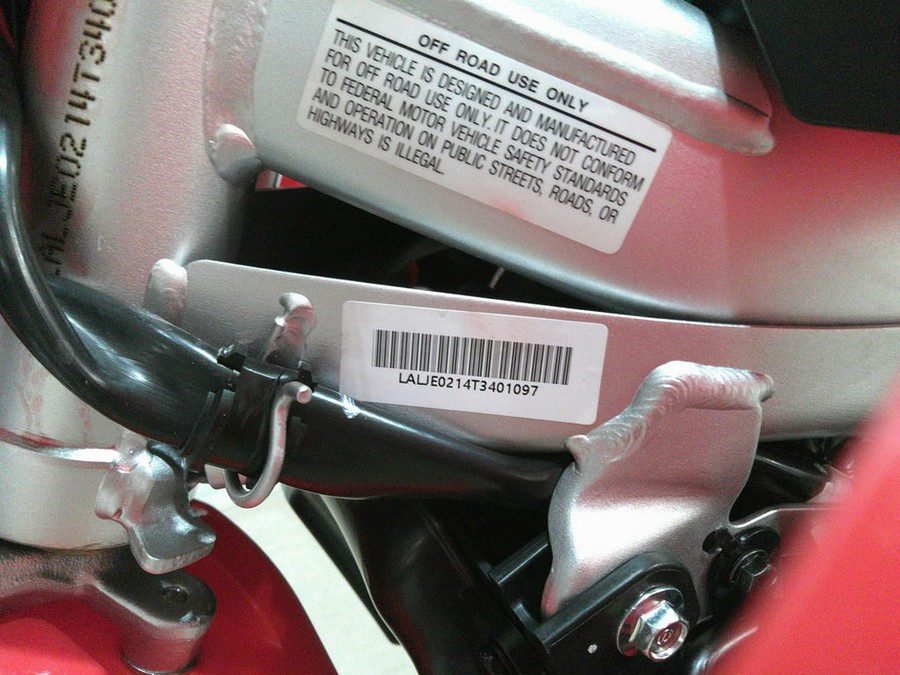 OFF ROAD USE ONLY
THIS VEHICLE IS DESIGNED AND MANUFACTURED
FOR OFF ROAD USE ONLY. IT DOES NOT CONFORM
TO FEDERAL MOTOR VEHICLE SAFETY STANDARDS
AND OPERATION ON PUBLIC STREETS, ROADS, OR
HIGHWAYS IS ILLEGAL.
LALJE0214T340
LALJE0214T3401097